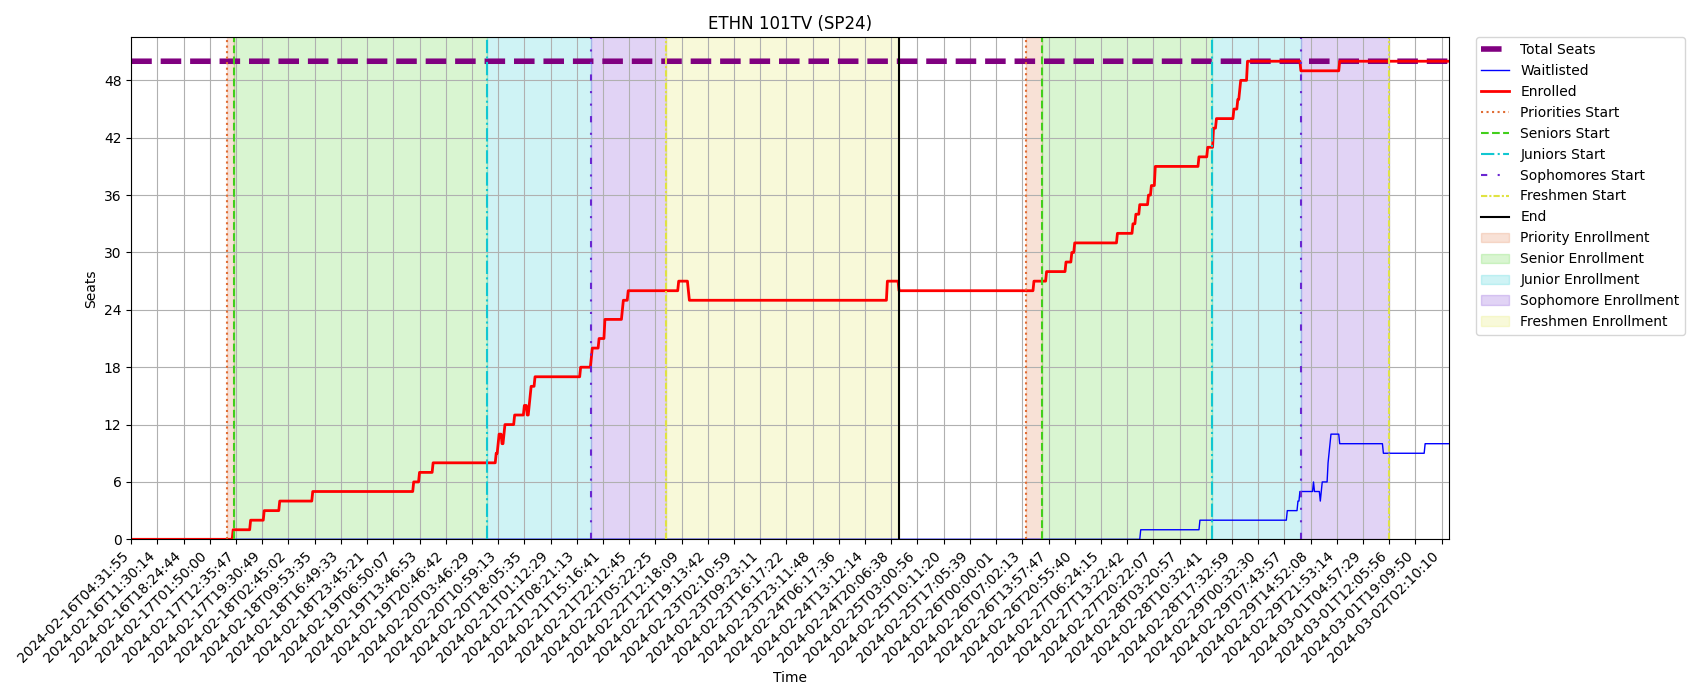 ETHN 101TV (SP24)
Total Seats
Waitlisted
Enrolled
Priorities Start
Seniors Start
Juniors Start
Sophomores Start
Freshmen Start
End
Priority Enrollment
Senior Enrollment
Junior Enrollment
Sophomore Enrollment
Freshmen Enrollment
Seats
48
42
36
30
24
18
12
6
0
2024-02-16T04:31:55
2024-02-16T11:30:14
2024-02-16T18:24:44
2024-02-17T01:50:00
2024-02-17T12:35:47
2024-02-17T19:30:49
2024-02-18T02:45:02
2024-02-18T09:53:35
2024-02-18T16:49:33
2024-02-18T23:45:21
2024-02-19T06:50:07
2024-02-19T13:46:53
2024-02-19T20:46:42
2024-02-20T03:46:29
2024-02-20T10:59:13
2024-02-20T18:05:35
2024-02-21T01:12:29
2024-02-21T08:21:13
2024-02-21T15:16:41
2024-02-21T22:12:45
2024-02-22T05:22:25
2024-02-22T12:18:09
2024-02-22T19:13:42
2024-02-23T02:10:59
2024-02-23T09:23:11
2024-02-23T16:17:22
2024-02-23T23:11:48
2024-02-24T06:17:36
2024-02-24T13:12:14
2024-02-24T20:06:38
2024-02-25T03:00:56
2024-02-25T10:11:20
2024-02-25T17:05:39
2024-02-26T00:00:01
2024-02-26T07:02:13
2024-02-26T13:57:47
2024-02-26T20:55:40
2024-02-27T06:24:15
2024-02-27T13:22:42
2024-02-27T20:22:07
2024-02-28T03:20:57
2024-02-28T10:32:41
2024-02-28T17:32:59
2024-02-29T00:32:30
2024-02-29T07:43:57
2024-02-29T14:52:08
2024-02-29T21:53:14
2024-03-01T04:57:29
2024-03-01T12:05:56
2024-03-01T19:09:50
2024-03-02T02:10:10
Time